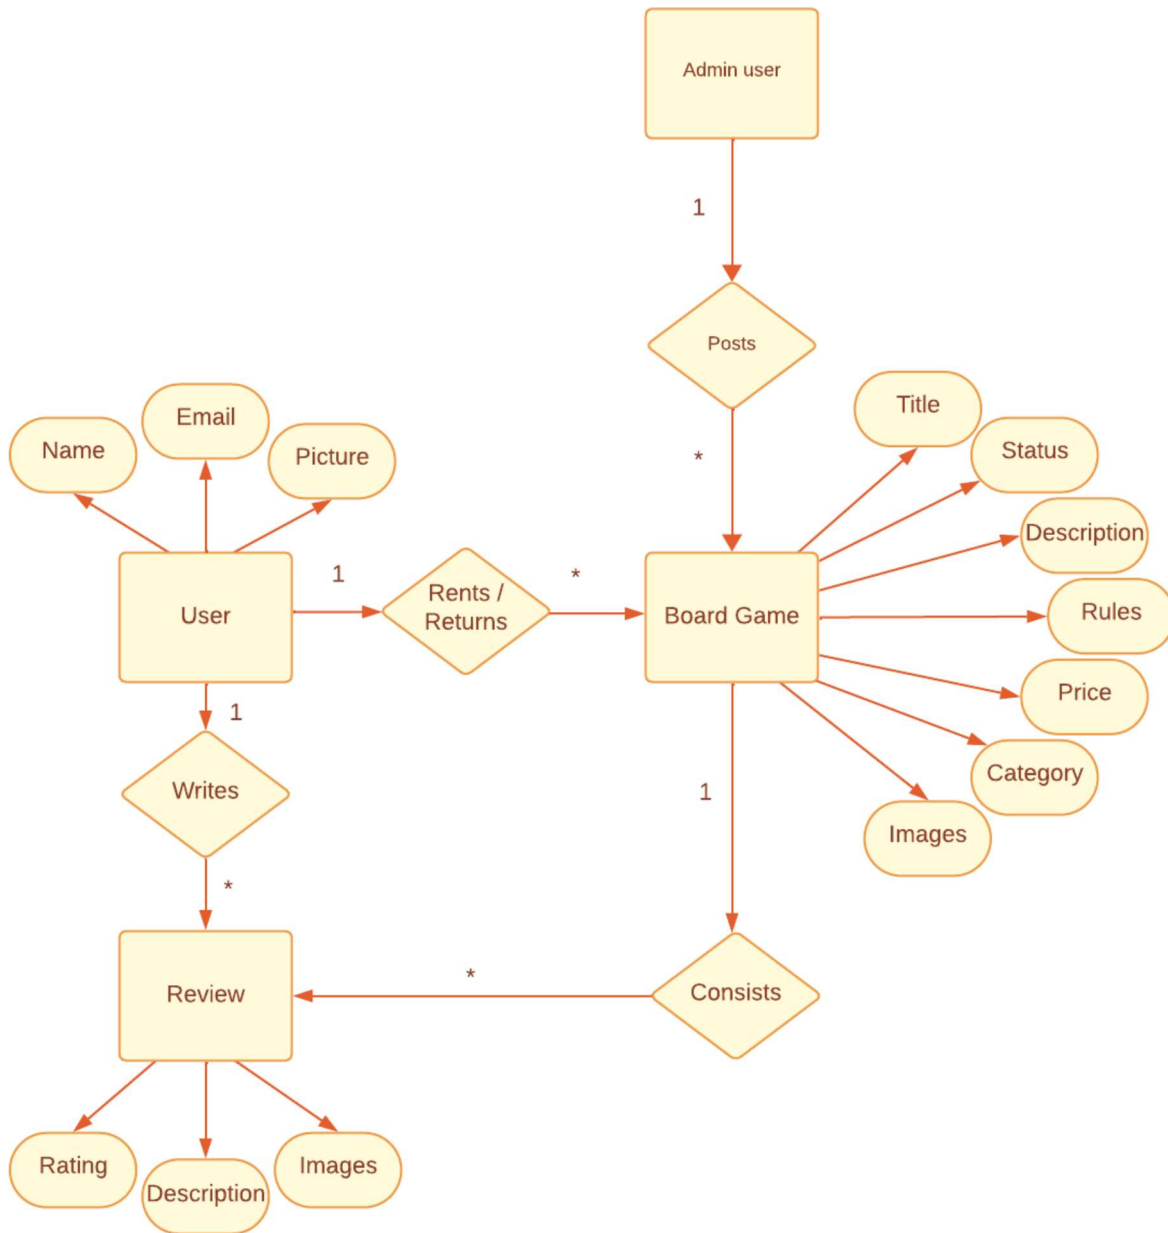 Admin user
1
Posts
*
Title
Status
Description
Rules
Price
Category
Images
Name
Email
Picture
User
1
Rents /
Returns
*
Board Game
1
Writes
*
1
Consists
*
Review
Rating
Description
Images